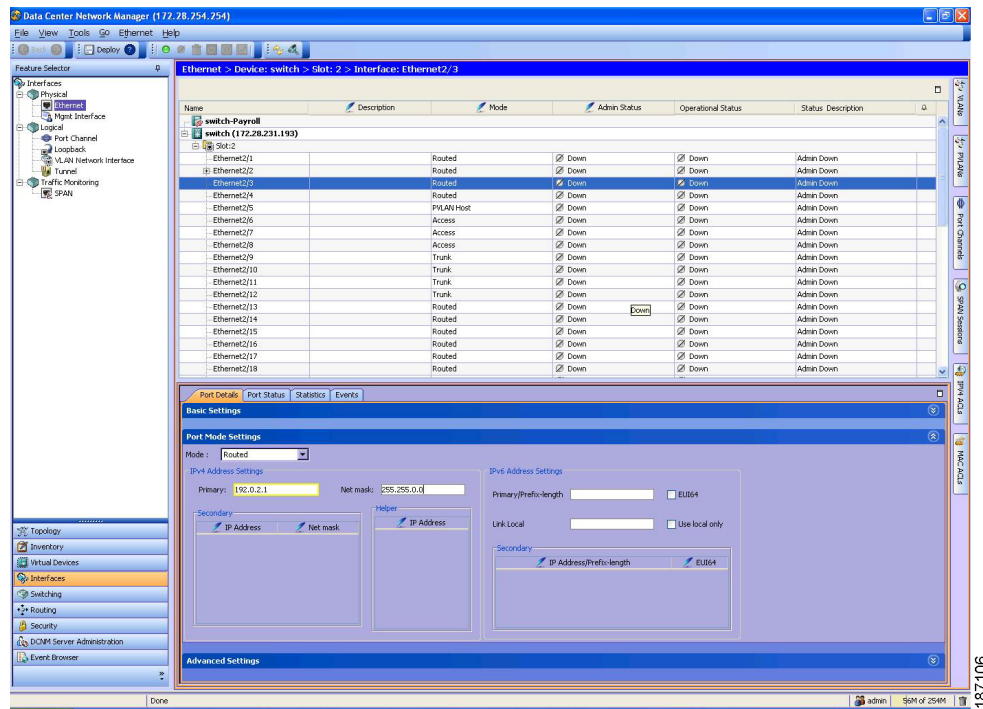 Data Center Network Manager (172.28.254.254)
File View Tools Go Ethernet Help
Back Deploy
Feature Selector
Ethernet > Device: switch > Slot: 2 > Interface: Ethernet2/3
Interfaces
Physical
Ethernet
Mgmt Interface
Logical
Port Channel
Loopback
VLAN Network Interface
Tunnel
Traffic Monitoring
SPAN
Name Description Mode Admin Status Operational Status Status Description
switch-Payroll
switch (172.28.231.193)
Slot:2
Ethernet2/1 Routed Down Down Admin Down
Ethernet2/2 Routed Down Down Admin Down
Ethernet2/3 Routed Down Down Admin Down
Ethernet2/4 Routed Down Down Admin Down
Ethernet2/5 PVLAN Host Down Down Admin Down
Ethernet2/6 Access Down Down Admin Down
Ethernet2/7 Access Down Down Admin Down
Ethernet2/8 Access Down Down Admin Down
Ethernet2/9 Trunk Down Down Admin Down
Ethernet2/10 Trunk Down Down Admin Down
Ethernet2/11 Trunk Down Down Admin Down
Ethernet2/12 Trunk Down Down Admin Down
Ethernet2/13 Routed Down Down Down Admin Down
Ethernet2/14 Routed Down Down Admin Down
Ethernet2/15 Routed Down Down Admin Down
Ethernet2/16 Routed Down Down Admin Down
Ethernet2/17 Routed Down Down Admin Down
Ethernet2/18 Routed Down Down Admin Down
VLANs
PVLANs
Port Channels
SPAN Sessions
IPV4 ACLs
MAC ACLs
Port Details Port Status Statistics Events
Basic Settings
Port Mode Settings
Mode : Routed
IPv4 Address Settings
Primary: 192.0.2.1 Net mask: 255.255.0.0
Secondary
IP Address Net mask
Helper
IP Address
IPv6 Address Settings
Primary/Prefix-length EUI64
Link Local Use local only
Secondary
IP Address/Prefix-length EUI64
Advanced Settings
Topology
Inventory
Virtual Devices
Interfaces
Switching
Routing
Security
DCNM Server Administration
Event Browser
Done admin 56M of 254M
187106